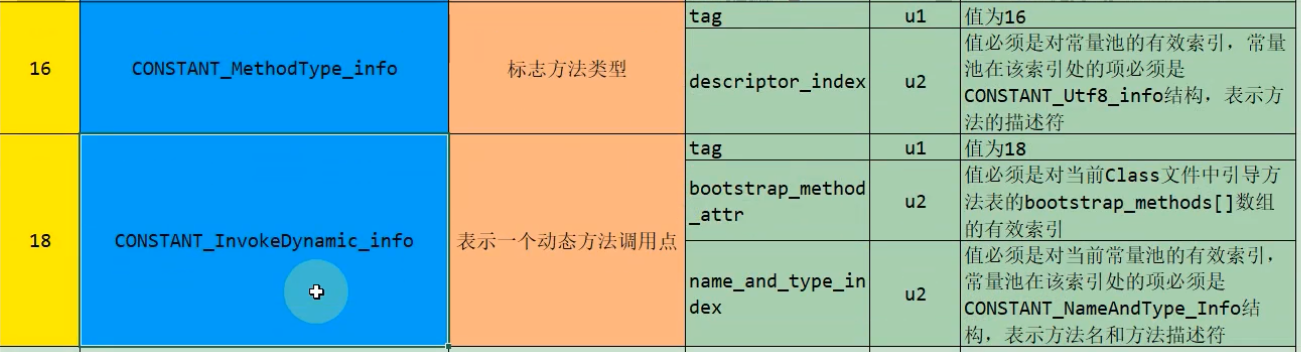 tag
u1
值为16
16
CONSTANT_MethodType_info
标志方法类型
descriptor_index
u2
值必须是对常量池的有效索引，常量
池在该索引处的项必须是
CONSTANT_Utf8_info结构，表示方
法的描述符
tag
u1
值为18
18
CONSTANT_InvokeDynamic_info
表示一个动态方法调用点
bootstrap_method
_attr
u2
值必须是对当前Class文件中引导方
法表的bootstrap_methods[]数组
的有效索引
name_and_type_in
dex
u2
值必须是对当前常量池的有效索引，
常量池在该索引处的项必须是
CONSTANT_NameAndType_Info结
构，表示方法名和方法描述符